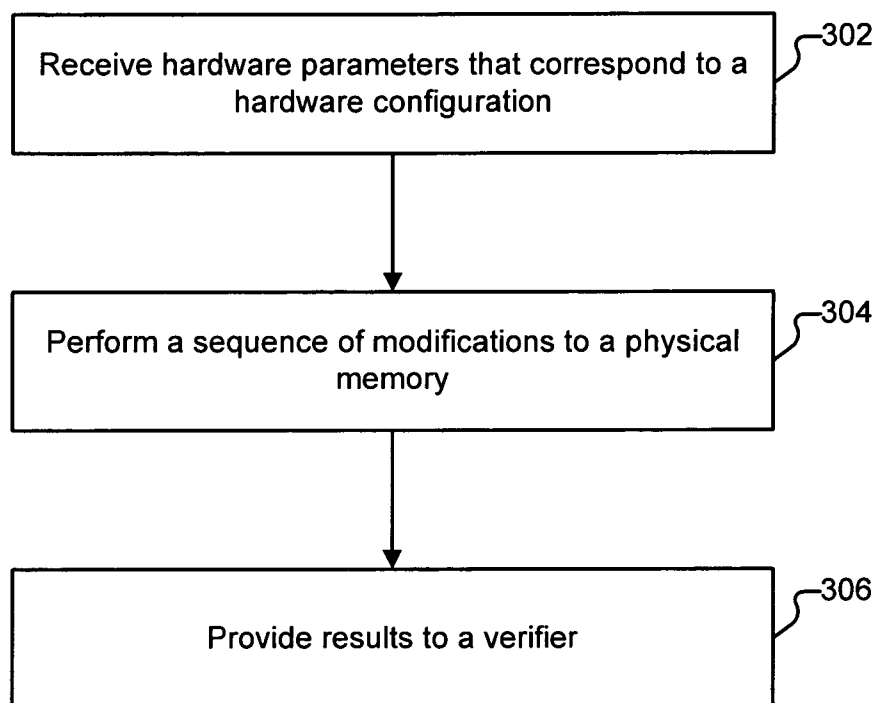 302
Receive hardware parameters that correspond to a
hardware configuration
304
Perform a sequence of modifications to a physical
memory
306
Provide results to a verifier